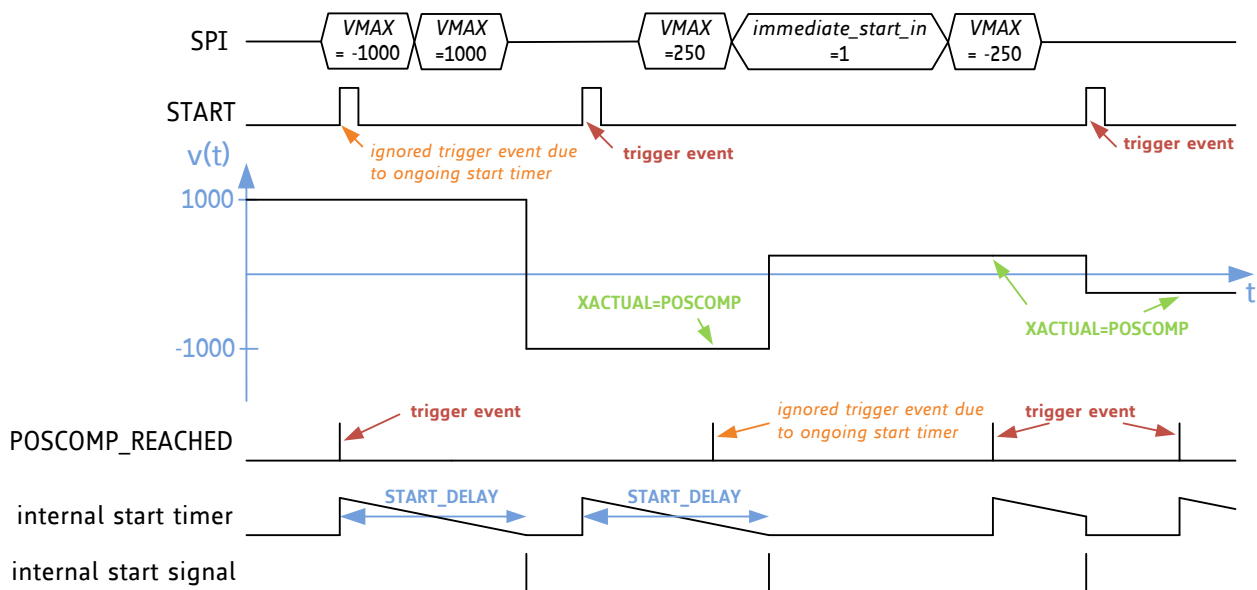 SPI
VMAX
= -1000
VMAX
=1000
VMAX
=250
immediate_start_in
=1
VMAX
= -250
START
ignored trigger event due
to ongoing start timer
trigger event
trigger event
v(t)
1000
-1000
t
XACTUAL=POSCOMP
XACTUAL=POSCOMP
POSCOMP_REACHED
trigger event
ignored trigger event due
to ongoing start timer
trigger event
internal start timer
START_DELAY
START_DELAY
internal start signal